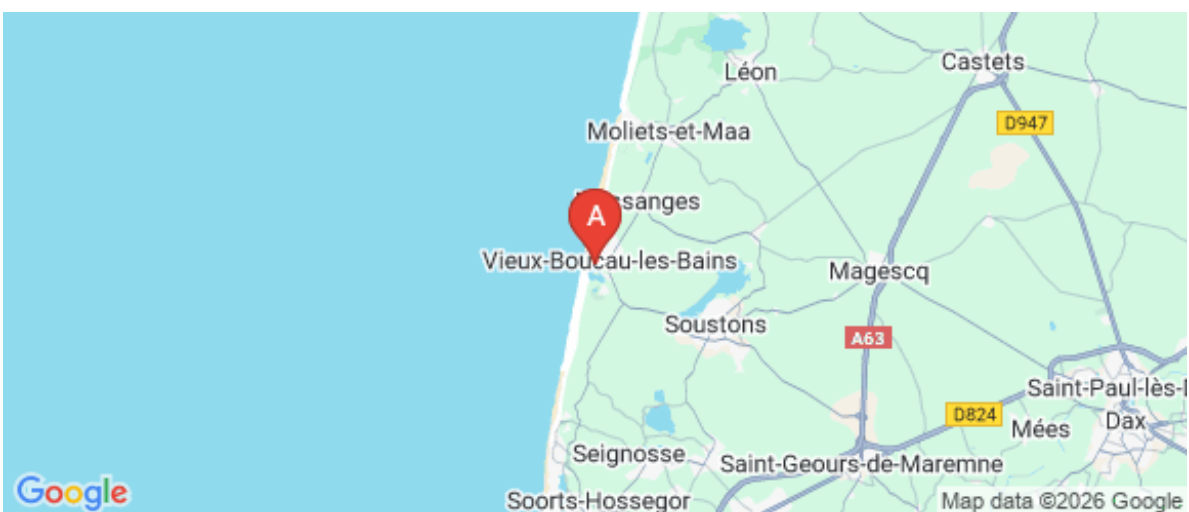 Léon
Castets
D947
Moliets-et-Maa
ssanges
A
Vieux-Boucau-les-Bains
Magescq
Soustons
A63
Saint-Paul-lès-
D824
Mées
Dax
Seignosse
Saint-Geours-de-Maremne
Soorts-Hossegor
Google
Map data ©2026 Google